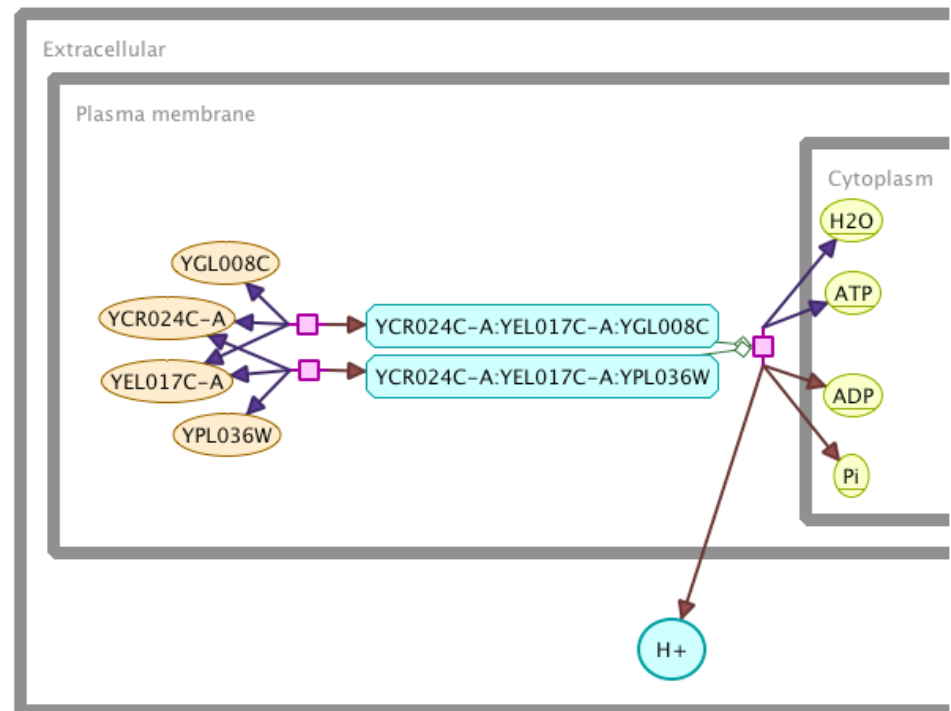 Extracellular
Plasma membrane
Cytoplasm
H2O
YGL008C
ATP
YCR024C-A
YCR024C-A:YEL017C-A:YGL008C
YEL017C-A
YCR024C-A:YEL017C-A:YPL036W
ADP
YPL036W
Pi
H+